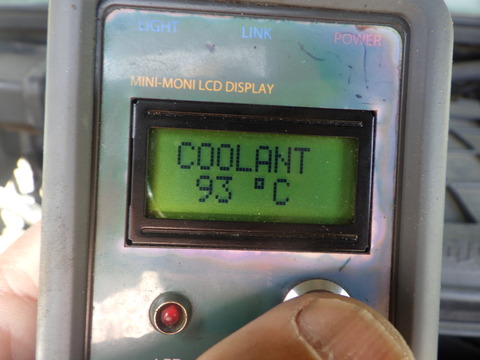 LIGHT LINK POWER
MINI-MONI LCD DISPLAY
COOLANT
93 °C